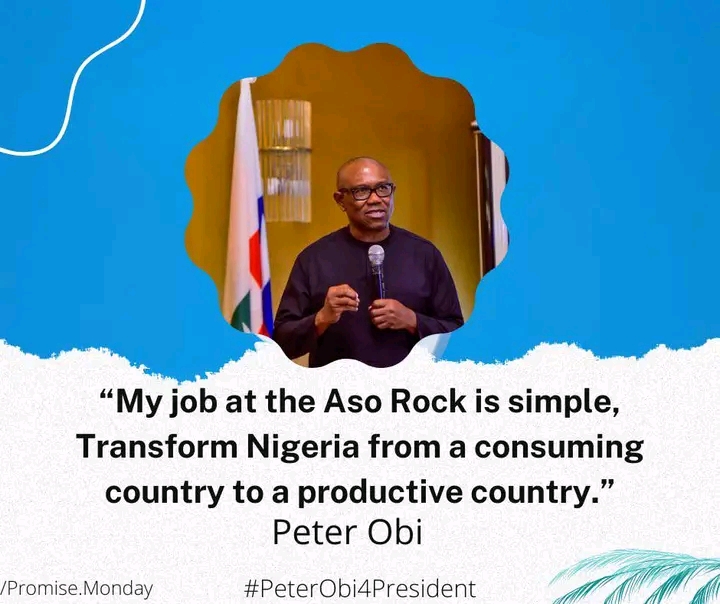 “My job at the Aso Rock is simple,
Transform Nigeria from a consuming
country to a productive country.”
Peter Obi
/Promise.Monday
#PeterObi4President